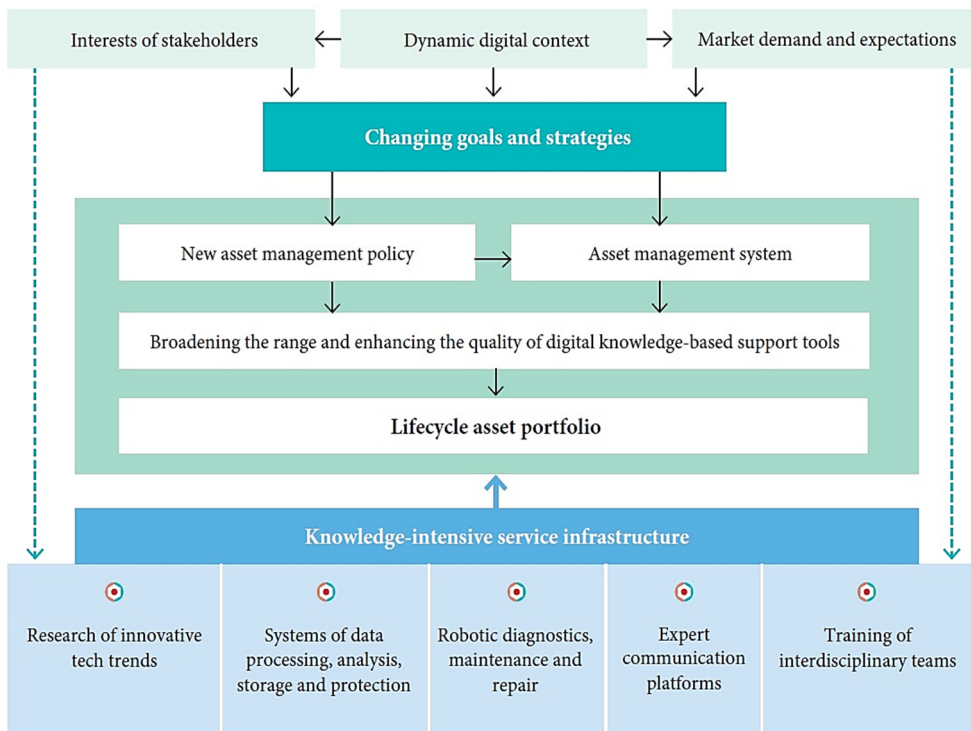 Interests of stakeholders
Dynamic digital context
Market demand and expectations
Changing goals and strategies
New asset management policy
Asset management system
Broadening the range and enhancing the quality of digital knowledge-based support tools
Lifecycle asset portfolio
Knowledge-intensive service infrastructure
Research of innovative
tech trends
Systems of data
processing, analysis,
storage and protection
Robotic diagnostics,
maintenance and
repair
Expert
communication
platforms
Training of
interdisciplinary teams